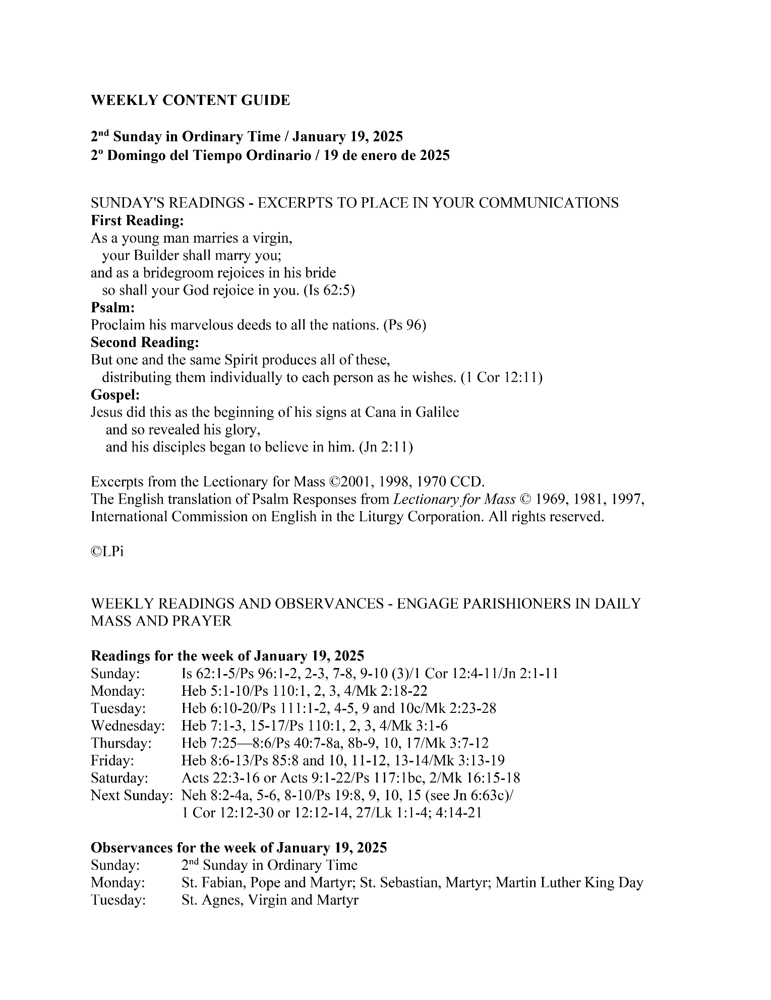 WEEKLY CONTENT GUIDE
2nd Sunday in Ordinary Time / January 19, 2025
2º Domingo del Tiempo Ordinario / 19 de enero de 2025
SUNDAY'S READINGS - EXCERPTS TO PLACE IN YOUR COMMUNICATIONS
First Reading:
As a young man marries a virgin,
your Builder shall marry you;
and as a bridegroom rejoices in his bride
so shall your God rejoice in you. (Is 62:5)
Psalm:
Proclaim his marvelous deeds to all the nations. (Ps 96)
Second Reading:
But one and the same Spirit produces all of these,
distributing them individually to each person as he wishes. (1 Cor 12:11)
Gospel:
Jesus did this as the beginning of his signs at Cana in Galilee
and so revealed his glory,
and his disciples began to believe in him. (Jn 2:11)
Excerpts from the Lectionary for Mass ©2001, 1998, 1970 CCD.
The English translation of Psalm Responses from Lectionary for Mass © 1969, 1981, 1997,
International Commission on English in the Liturgy Corporation. All rights reserved.
©LPi
WEEKLY READINGS AND OBSERVANCES - ENGAGE PARISHIONERS IN DAILY
MASS AND PRAYER
Readings for the week of January 19, 2025
Sunday: Is 62:1-5/Ps 96:1-2, 2-3, 7-8, 9-10 (3)/1 Cor 12:4-11/Jn 2:1-11
Monday: Heb 5:1-10/Ps 110:1, 2, 3, 4/Mk 2:18-22
Tuesday: Heb 6:10-20/Ps 111:1-2, 4-5, 9 and 10c/Mk 2:23-28
Wednesday: Heb 7:1-3, 15-17/Ps 110:1, 2, 3, 4/Mk 3:1-6
Thursday: Heb 7:25—8:6/Ps 40:7-8a, 8b-9, 10, 17/Mk 3:7-12
Friday: Heb 8:6-13/Ps 85:8 and 10, 11-12, 13-14/Mk 3:13-19
Saturday: Acts 22:3-16 or Acts 9:1-22/Ps 117:1bc, 2/Mk 16:15-18
Next Sunday: Neh 8:2-4a, 5-6, 8-10/Ps 19:8, 9, 10, 15 (see Jn 6:63c)/
1 Cor 12:12-30 or 12:12-14, 27/Lk 1:1-4; 4:14-21
Observances for the week of January 19, 2025
Sunday: 2nd Sunday in Ordinary Time
Monday: St. Fabian, Pope and Martyr; St. Sebastian, Martyr; Martin Luther King Day
Tuesday: St. Agnes, Virgin and Martyr